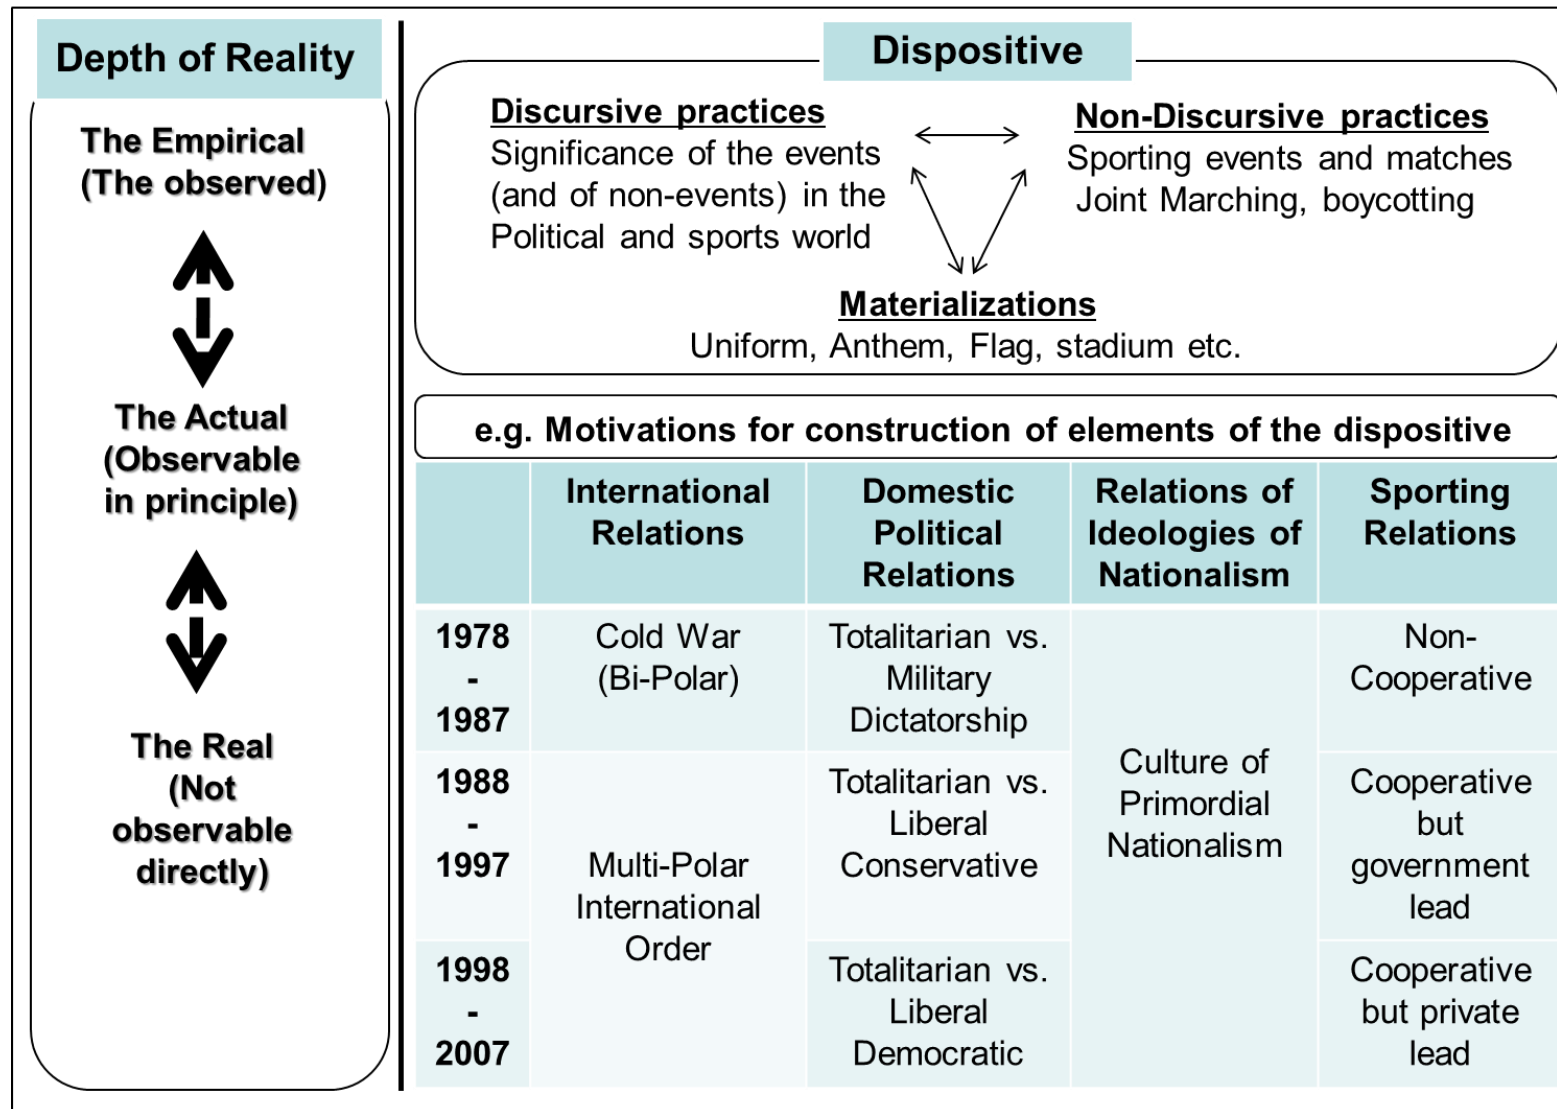 Depth of Reality
The Empirical
(The observed)
The Actual
(Observable
in principle)
The Real
(Not
observable
directly)
Dispositive
Discursive practices
Significance of the events
(and of non-events) in the
Political and sports world
Non-Discursive practices
Sporting events and matches
Joint Marching, boycotting
Materializations
Uniform, Anthem, Flag, stadium etc.
e.g. Motivations for construction of elements of the dispositive
International
Relations
Domestic
Political
Relations
Relations of
Ideologies of
Nationalism
Sporting
Relations
1978
-
1987
Cold War
(Bi-Polar)
Totalitarian vs.
Military
Dictatorship
Culture of
Primordial
Nationalism
Non-
Cooperative
1988
-
1997
Multi-Polar
International
Order
Totalitarian vs.
Liberal
Conservative
Cooperative
but
government
lead
1998
-
2007
Totalitarian vs.
Liberal
Democratic
Cooperative
but private
lead